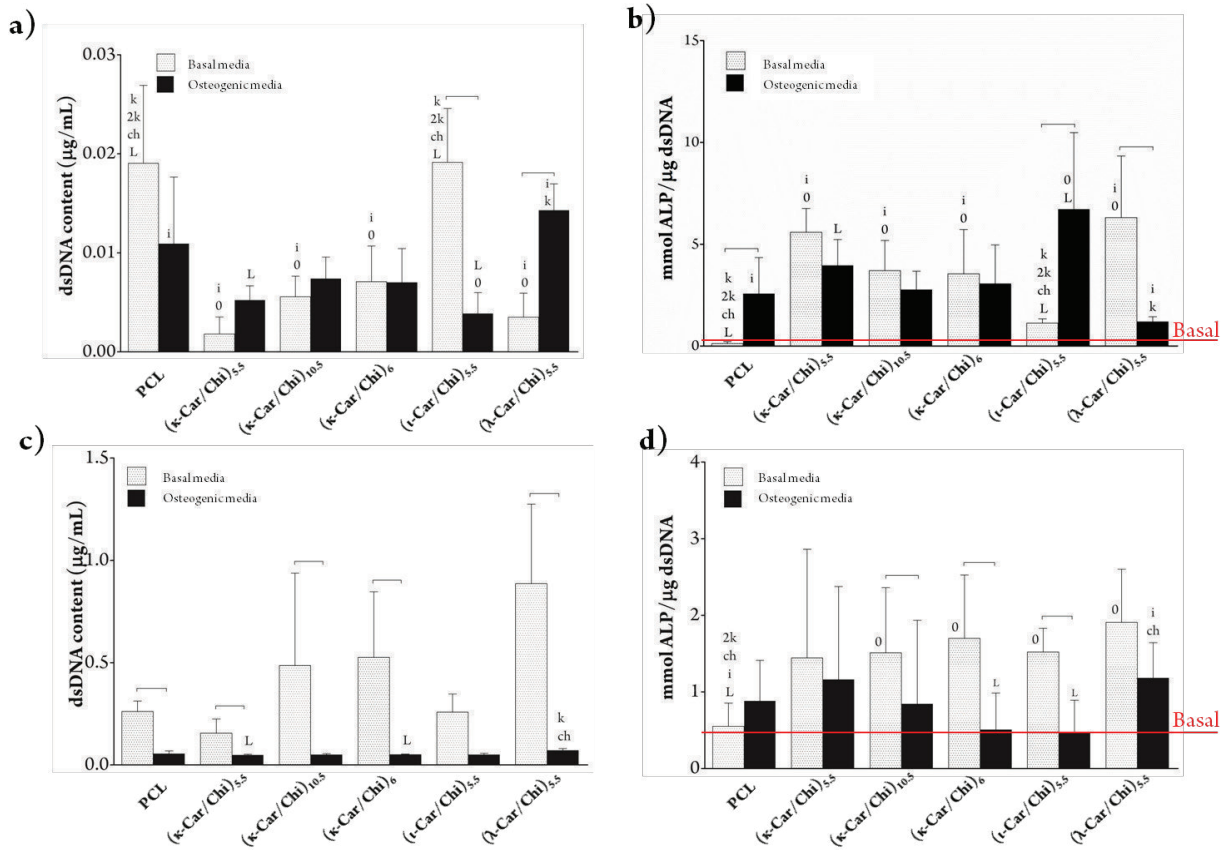 a)
dsDNA content (µg/mL)
0.03
0.02
0.01
0.00
Basal media
Osteogenic media
k
2k
ch
L
i
i
0
L
i
0
i
0
k
2k
ch
L
L
0
i
0
i
k
PCL
(κ-Car/Chi)5.5
(κ-Car/Chi)10.5
(κ-Car/Chi)6
(ι-Car/Chi)5.5
(λ-Car/Chi)5.5
b)
mmol ALP/µg dsDNA
15
10
5
0
Basal media
Osteogenic media
k
2k
ch
L
i
i
0
L
i
0
i
0
k
2k
ch
L
0
L
i
0
i
k
Basal
PCL
(κ-Car/Chi)5.5
(κ-Car/Chi)10.5
(κ-Car/Chi)6
(ι-Car/Chi)5.5
(λ-Car/Chi)5.5
c)
dsDNA content (µg/mL)
1.5
1.0
0.5
0.0
Basal media
Osteogenic media
L
L
k
ch
PCL
(κ-Car/Chi)5.5
(κ-Car/Chi)10.5
(κ-Car/Chi)6
(ι-Car/Chi)5.5
(λ-Car/Chi)5.5
d)
mmol ALP/µg dsDNA
4
3
2
1
0
Basal media
Osteogenic media
2k
ch
i
L
0
0
L
0
L
0
i
ch
Basal
PCL
(κ-Car/Chi)5.5
(κ-Car/Chi)10.5
(κ-Car/Chi)6
(ι-Car/Chi)5.5
(λ-Car/Chi)5.5